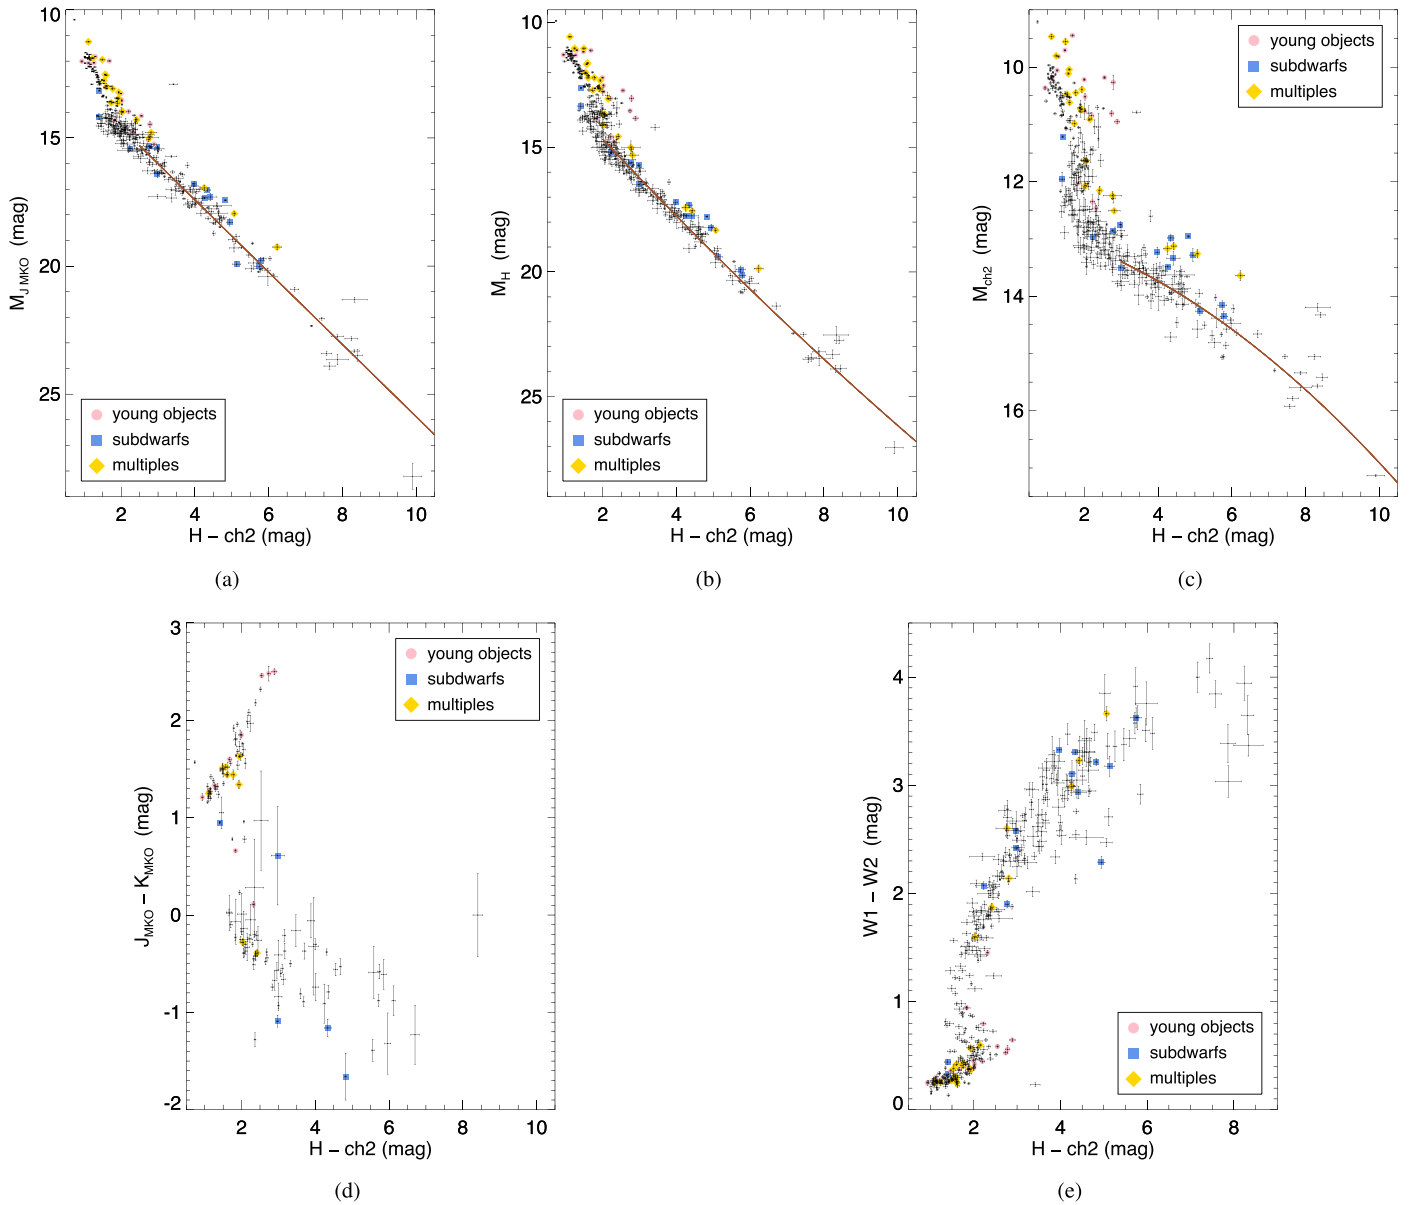 10
15
20
25
M_J MKO (mag)
2 4 6 8 10
H − ch2 (mag)
young objects
subdwarfs
multiples
(a)
10
15
20
25
M_H (mag)
2 4 6 8 10
H − ch2 (mag)
young objects
subdwarfs
multiples
(b)
10
12
14
16
M_ch2 (mag)
2 4 6 8 10
H − ch2 (mag)
young objects
subdwarfs
multiples
(c)
3
2
1
0
-1
-2
J_MKO − K_MKO (mag)
2 4 6 8 10
H − ch2 (mag)
young objects
subdwarfs
multiples
(d)
4
3
2
1
0
W1 − W2 (mag)
2 4 6 8
H − ch2 (mag)
young objects
subdwarfs
multiples
(e)